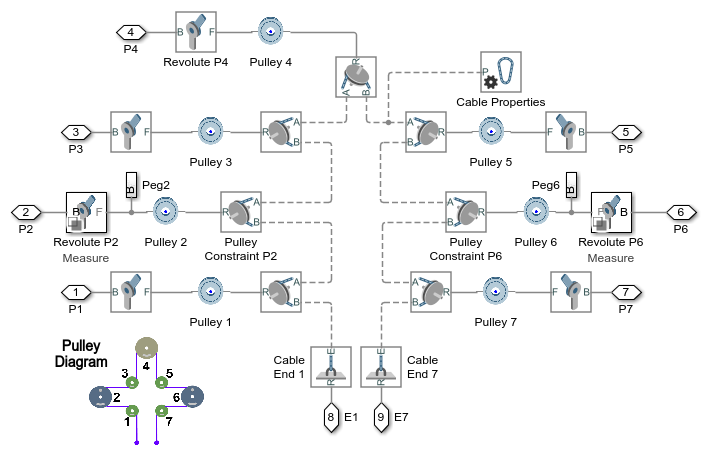 4
P4
B F
Revolute P4
Pulley 4
R
A B
P
Cable Properties
3
P3
B F
Pulley 3
R A
B
A R
B
Pulley 5
F B
5
P5
2
P2
B F
Revolute P2
Measure
B
Peg2
Pulley 2
R A
B
Pulley
Constraint P2
A R
B
Pulley
Constraint P6
Pulley 6
Peg6
B
F B
Revolute P6
Measure
6
P6
1
P1
B F
Pulley 1
R A
B
A R
B
Pulley 7
F B
7
P7
Cable
End 1
E
R
E
R
Cable
End 7
8
E1
9
E7
Pulley
Diagram
4
3 5
2 6
1 7